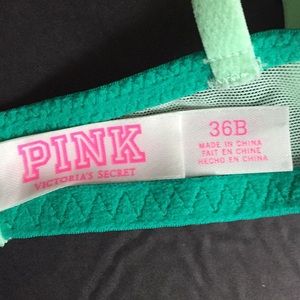 PINK
VICTORIA'S SECRET
36B
MADE IN CHINA
FAIT EN CHINE
HECHO EN CHINA